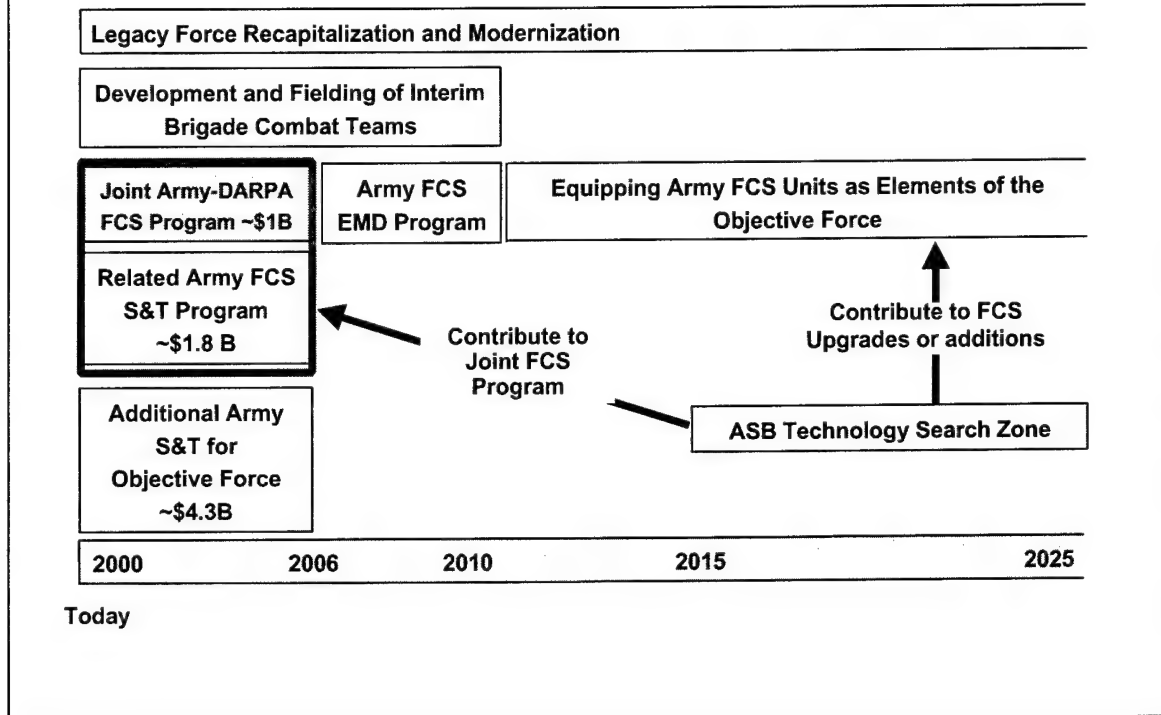 Legacy Force Recapitalization and Modernization
Development and Fielding of Interim
Brigade Combat Teams
Joint Army-DARPA
FCS Program ~$1B
Army FCS
EMD Program
Equipping Army FCS Units as Elements of the
Objective Force
Related Army FCS
S&T Program
~$1.8 B
Contribute to
Joint FCS
Program
Contribute to FCS
Upgrades or additions
Additional Army
S&T for
Objective Force
~$4.3B
ASB Technology Search Zone
2000 2006 2010 2015 2025
Today